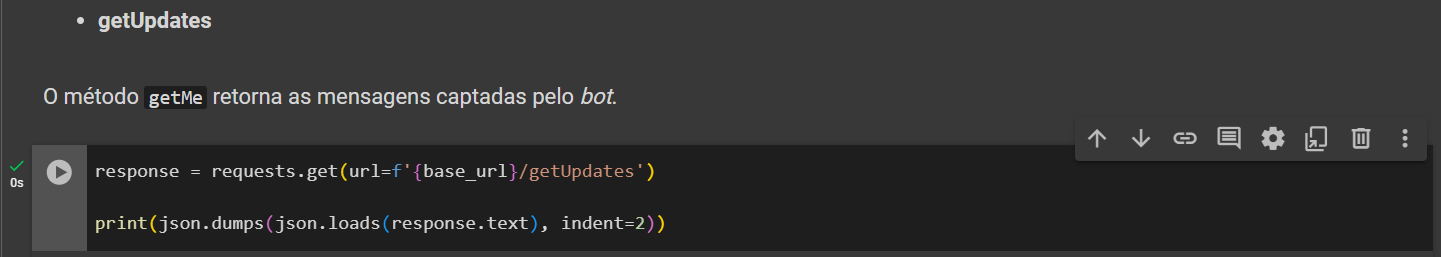 getUpdates
O método getMe retorna as mensagens captadas pelo bot.
response = requests.get(url=f'{base_url}/getUpdates')
0s
print(json.dumps(json.loads(response.text), indent=2))